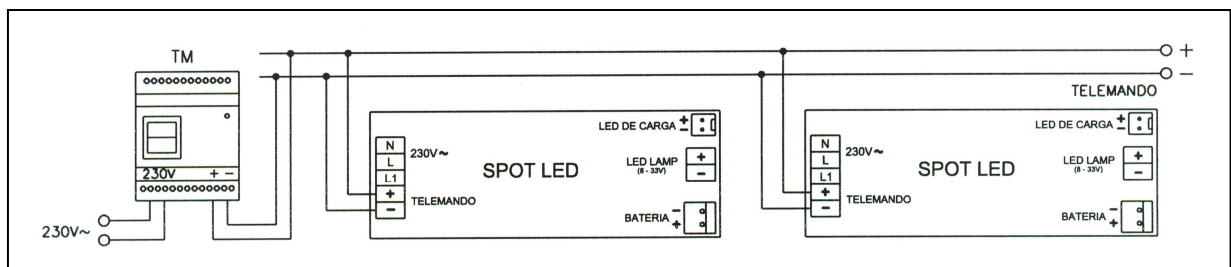 TM
+
−
TELEMANDO
230V
+ −
230V~
N
L
L1
+
−
230V~
TELEMANDO
SPOT LED
LED DE CARGA + −
LED LAMP + −
(8 - 33V)
BATERIA − +
N
L
L1
+
−
230V~
TELEMANDO
SPOT LED
LED DE CARGA + −
LED LAMP + −
(8 - 33V)
BATERIA − +